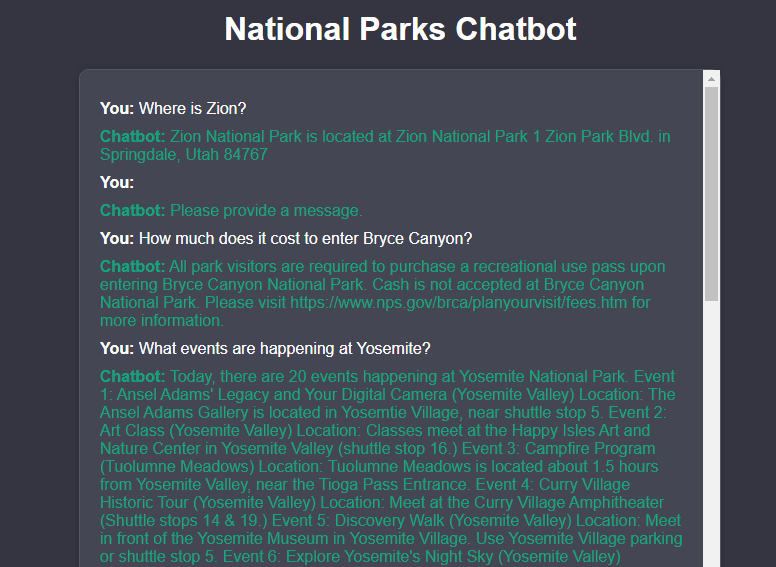 National Parks Chatbot
You: Where is Zion?
Chatbot: Zion National Park is located at Zion National Park 1 Zion Park Blvd. in
Springdale, Utah 84767
You:
Chatbot: Please provide a message.
You: How much does it cost to enter Bryce Canyon?
Chatbot: All park visitors are required to purchase a recreational use pass upon
entering Bryce Canyon National Park. Cash is not accepted at Bryce Canyon
National Park. Please visit https://www.nps.gov/brca/planyourvisit/fees.htm for
more information.
You: What events are happening at Yosemite?
Chatbot: Today, there are 20 events happening at Yosemite National Park. Event
1: Ansel Adams' Legacy and Your Digital Camera (Yosemite Valley) Location: The
Ansel Adams Gallery is located in Yosemtie Village, near shuttle stop 5. Event 2:
Art Class (Yosemite Valley) Location: Classes meet at the Happy Isles Art and
Nature Center in Yosemite Valley (shuttle stop 16.) Event 3: Campfire Program
(Tuolumne Meadows) Location: Tuolumne Meadows is located about 1.5 hours
from Yosemite Valley, near the Tioga Pass Entrance. Event 4: Curry Village
Historic Tour (Yosemite Valley) Location: Meet at the Curry Village Amphitheater
(Shuttle stops 14 & 19.) Event 5: Discovery Walk (Yosemite Valley) Location: Meet
in front of the Yosemite Museum in Yosemite Village. Use Yosemite Village parking
or shuttle stop 5. Event 6: Explore Yosemite's Night Sky (Yosemite Valley)